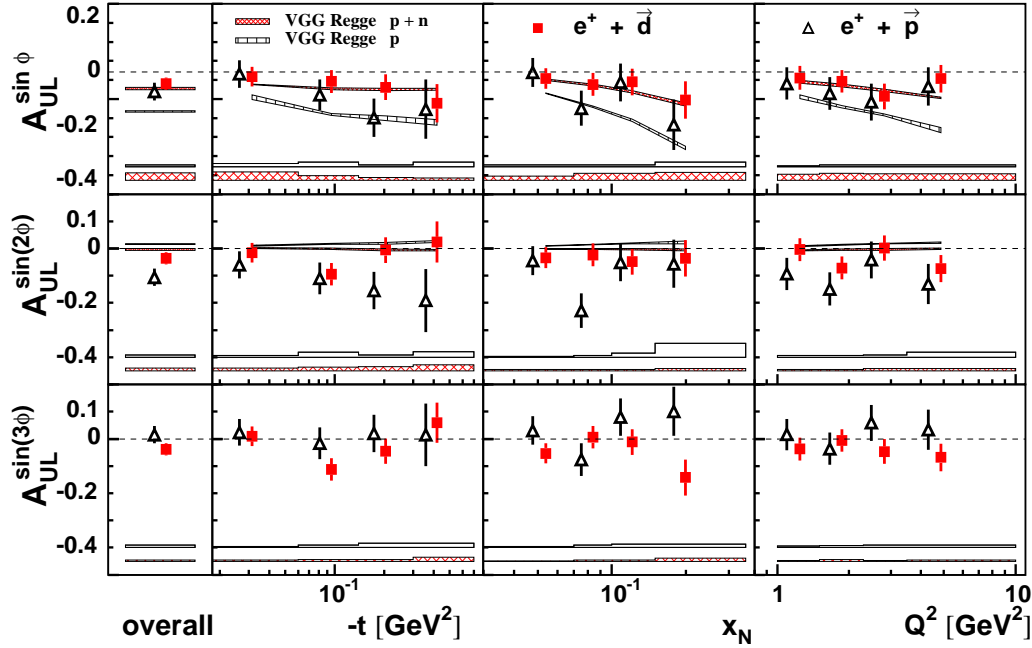 VGG Regge p + n
VGG Regge p
e⁺ + d⃗
e⁺ + p⃗
A_UL^sin ϕ
0
-0.2
-0.4
A_UL^sin(2ϕ)
0.1
0
-0.2
-0.4
A_UL^sin(3ϕ)
0.1
0
-0.2
-0.4
10⁻¹ 10⁻¹ 1 10
overall -t [GeV²] x_N Q² [GeV²]